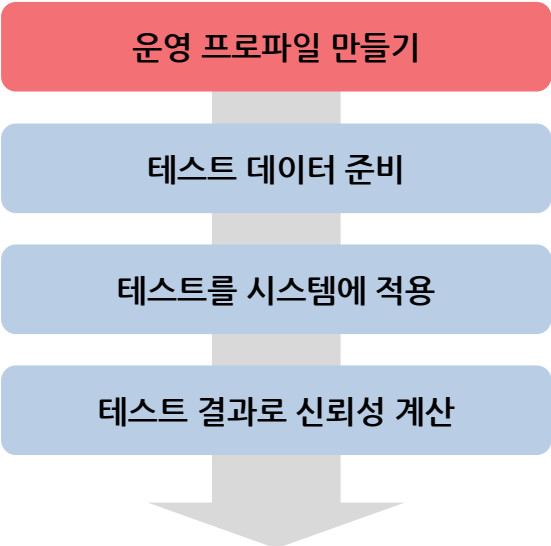 운영 프로파일 만들기
테스트 데이터 준비
테스트를 시스템에 적용
테스트 결과로 신뢰성 계산